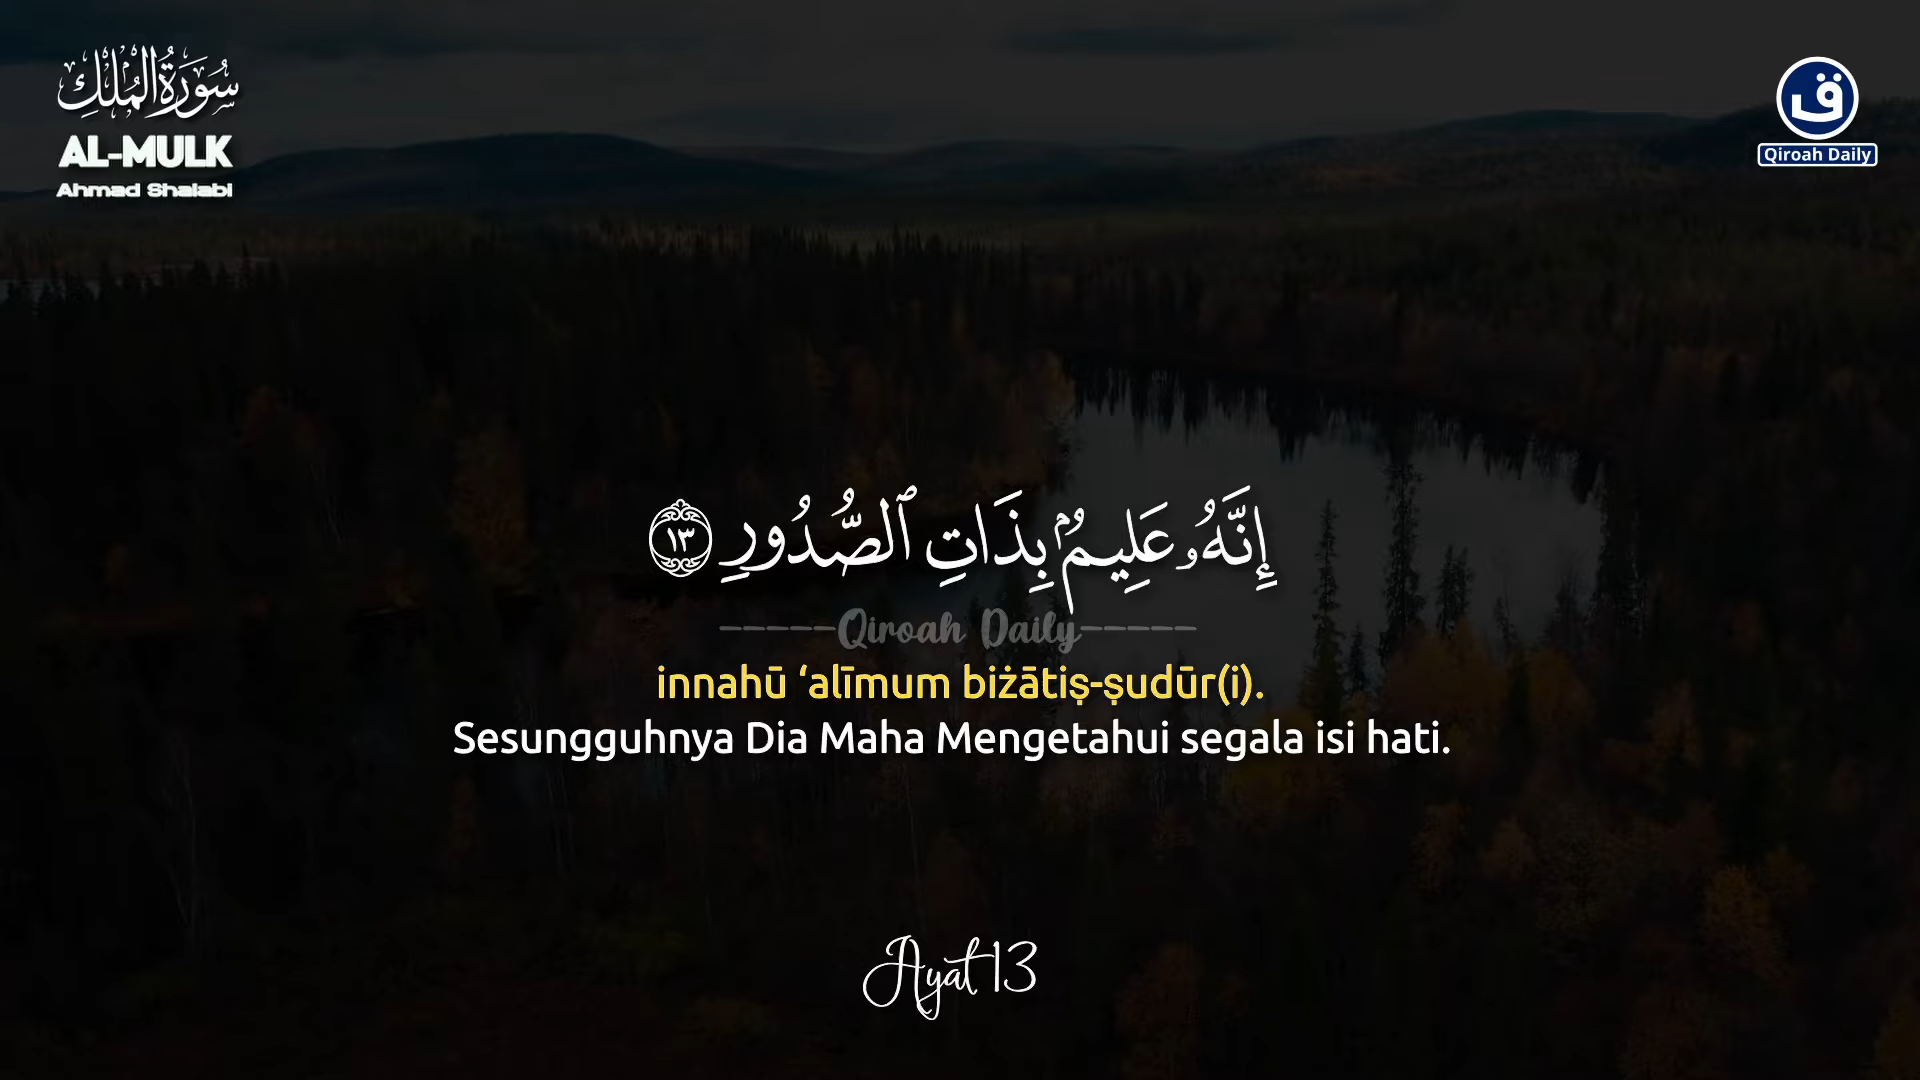 سُورَةُ الْمُلْكِ
AL-MULK
Ahmad Shalabi
ق
Qiroah Daily
إِنَّهُۥ عَلِيمٌۢ بِذَاتِ ٱلصُّدُورِ ١٣
-----Qiroah Daily-----
innahū ‘alīmum biżātiṣ-ṣudūr(i).
Sesungguhnya Dia Maha Mengetahui segala isi hati.
Ayat 13